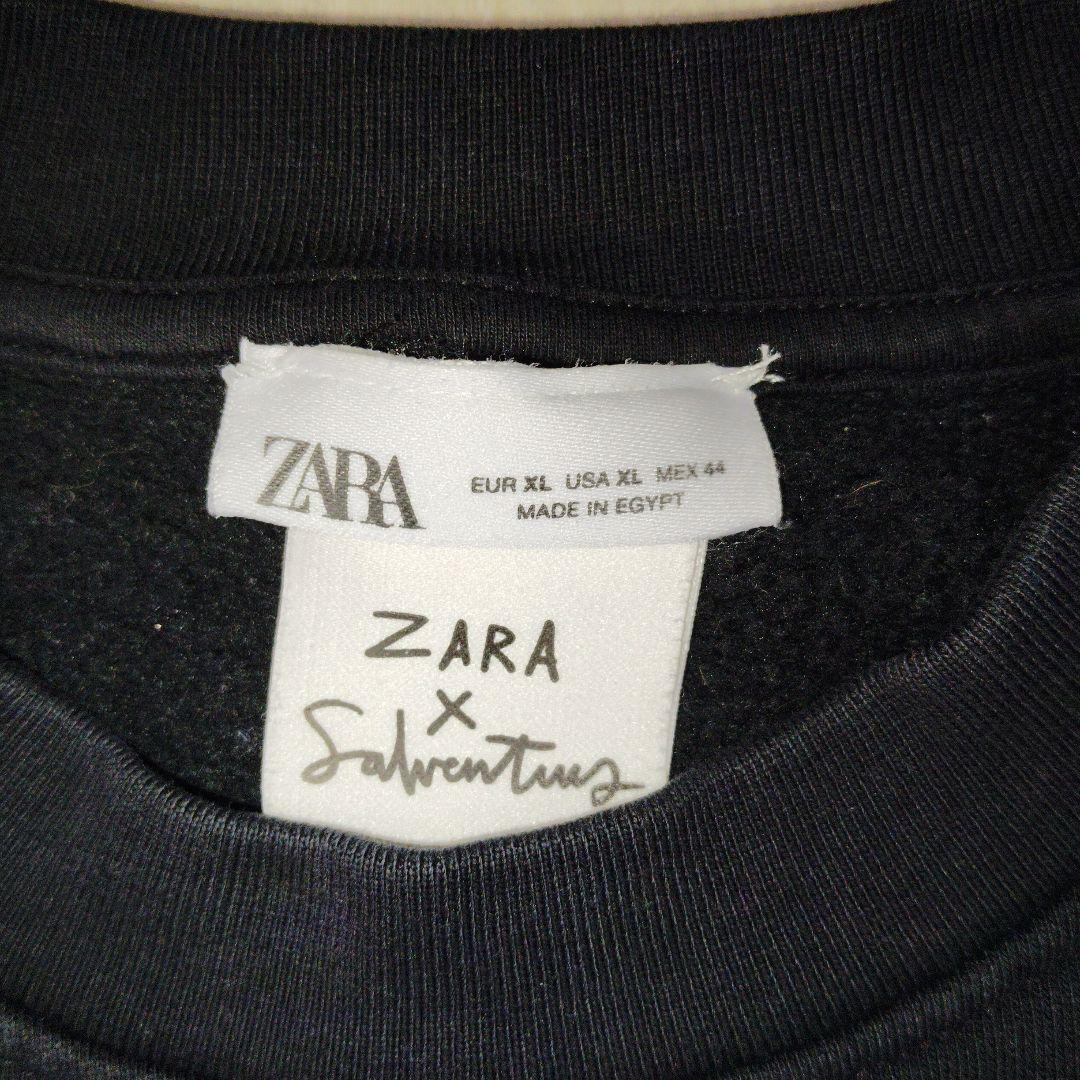 ZARA
EUR XL USA XL MEX 44
MADE IN EGYPT
ZARA
X
Salventius